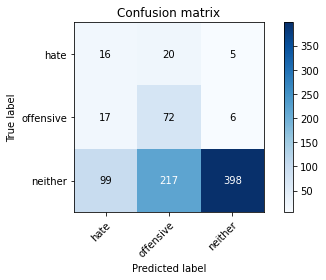 Confusion matrix
hate 16 20 5
offensive 17 72 6
neither 99 217 398
hate offensive neither
True label
Predicted label
350
300
250
200
150
100
50